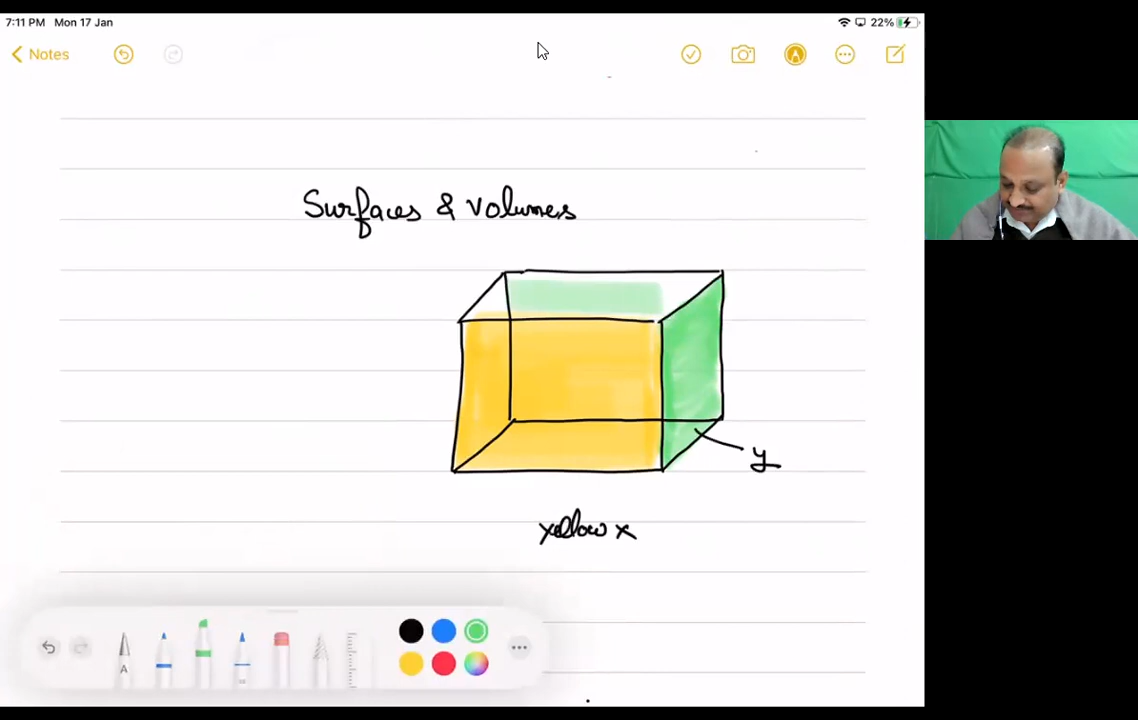 7:11 PM Mon 17 Jan
22%
Notes
Surfaces & Volumes
y
yellow x
A